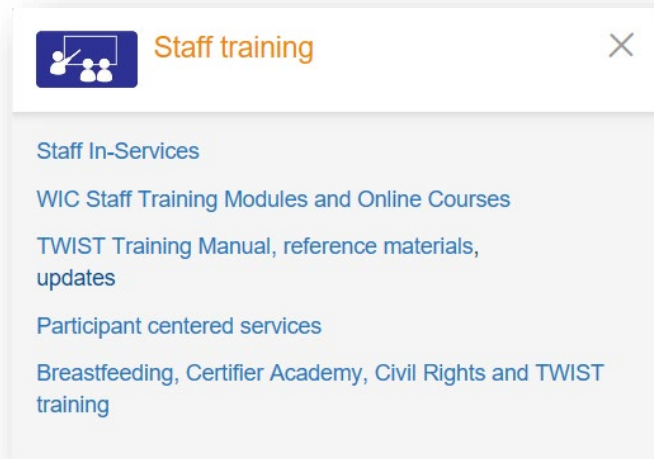 Staff training
Staff In-Services
WIC Staff Training Modules and Online Courses
TWIST Training Manual, reference materials,
updates
Participant centered services
Breastfeeding, Certifier Academy, Civil Rights and TWIST
training